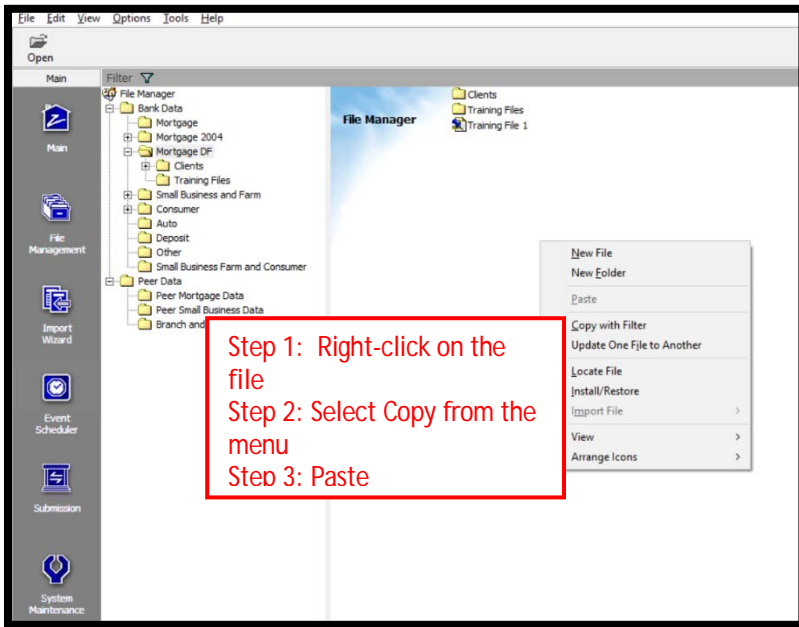 File Edit View Options Tools Help
Open
Main
Filter
Main
File Management
Import Wizard
Event Scheduler
Submission
System Maintenance
File Manager
Bank Data
Mortgage
Mortgage 2004
Mortgage DF
Clients
Training Files
Small Business and Farm
Consumer
Auto
Deposit
Other
Small Business Farm and Consumer
Peer Data
Peer Mortgage Data
Peer Small Business Data
Branch and
File Manager
Clients
Training Files
Training File 1
New File
New Folder
Paste
Copy with Filter
Update One File to Another
Locate File
Install/Restore
Import File
View
Arrange Icons
Step 1: Right-click on the
file
Step 2: Select Copy from the
menu
Step 3: Paste